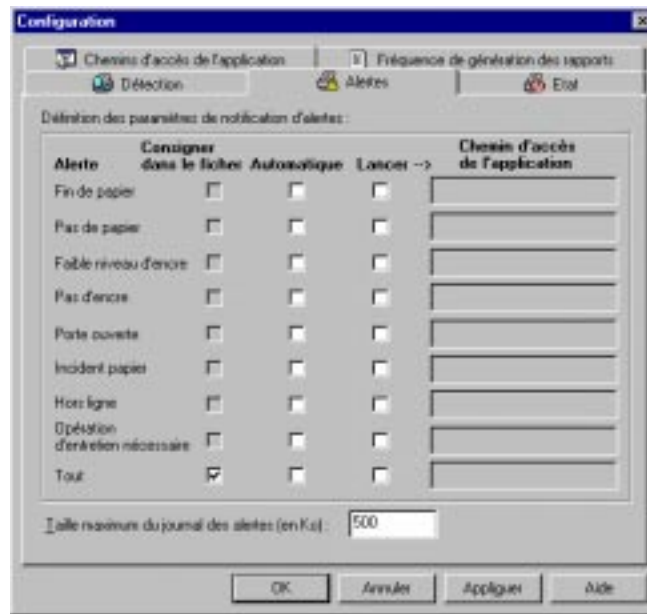 Configuration
Chemins d'accès de l'application
Fréquence de génération des rapports
Détection
Alertes
Etat
Définition des paramètres de notification d'alertes :
Alerte
Consigner
dans le fichier
Automatique
Lancer -->
Chemin d'accès
de l'application
Fin de papier
Pas de papier
Faible niveau d'encre
Pas d'encre
Porte ouverte
Incident papier
Hors ligne
Opération
d'entretien nécessaire
Tout
Taille maximum du journal des alertes (en Ko) :
500
OK
Annuler
Appliquer
Aide